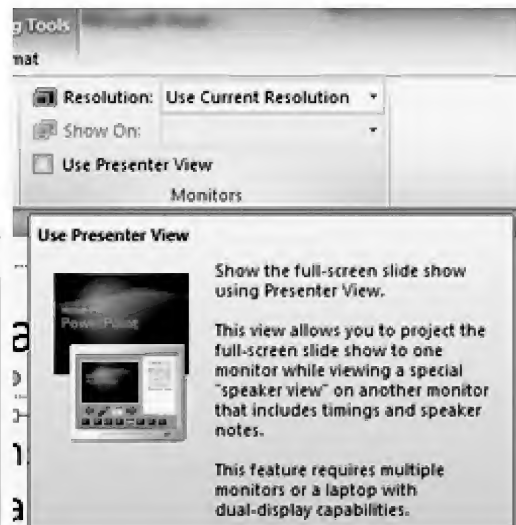 g Tools
mat
Resolution: Use Current Resolution
Show On:
Use Presenter View
Monitors
Use Presenter View
Show the full-screen slide show
using Presenter View.
PowerPoint
This view allows you to project the
full-screen slide show to one
monitor while viewing a special
"speaker view" on another monitor
that includes timings and speaker
notes.
This feature requires multiple
monitors or a laptop with
dual-display capabilities.